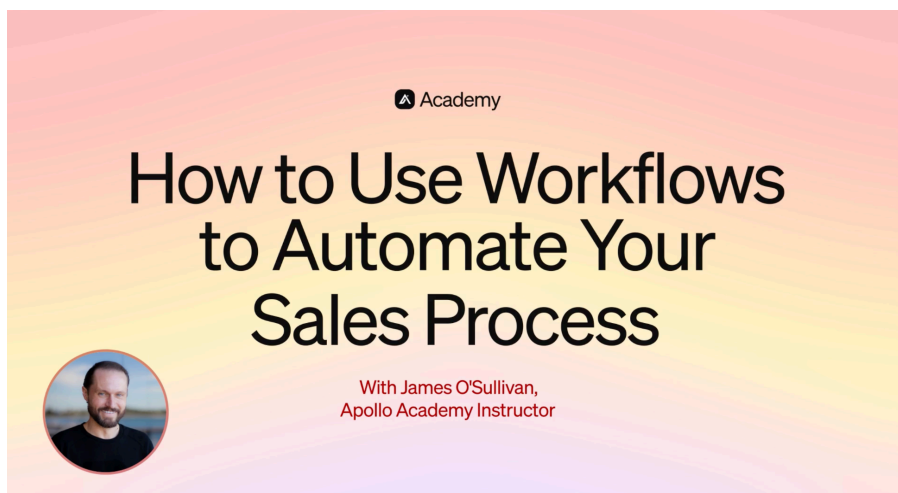 Academy
How to Use Workflows
to Automate Your
Sales Process
With James O'Sullivan,
Apollo Academy Instructor